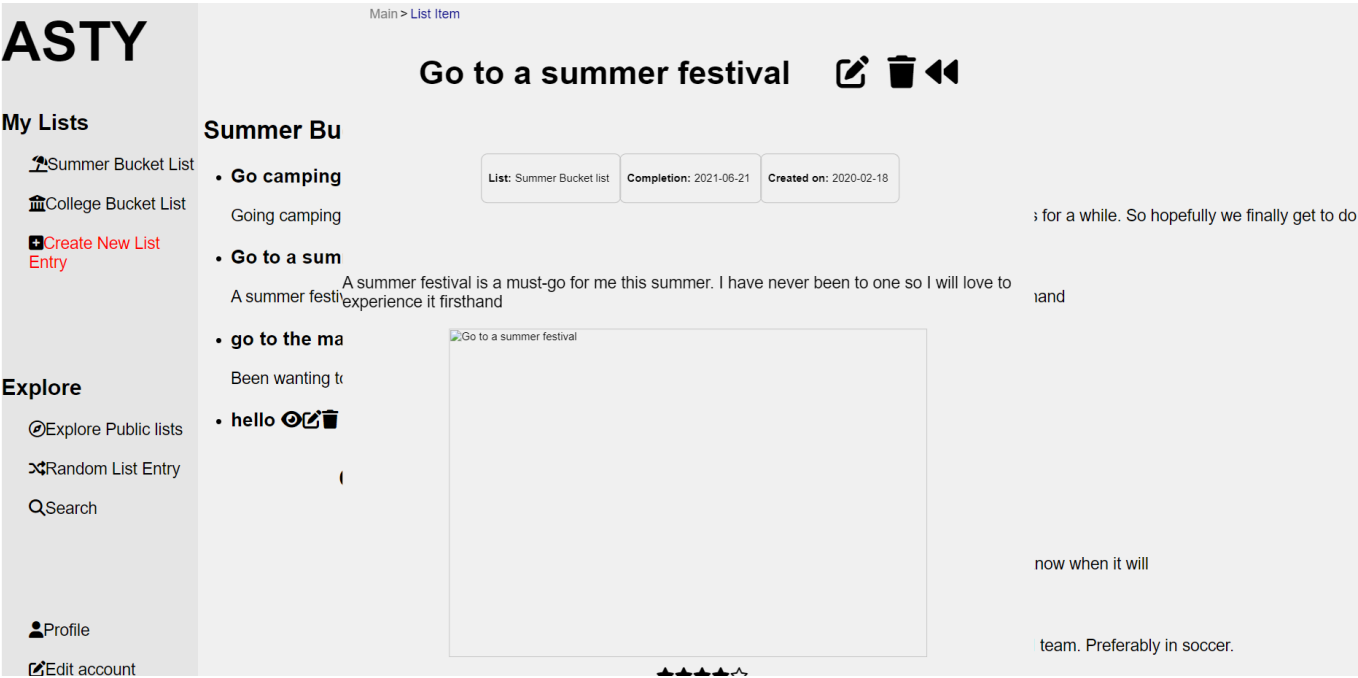 ASTY
My Lists
Summer Bucket List
College Bucket List
Create New List
Entry
Explore
Explore Public lists
Random List Entry
Search
Profile
Edit account
Summer Bu
Go camping
Going camping
Go to a sum
A summer festiv
go to the ma
Been wanting to
hello
Main > List Item
Go to a summer festival
List: Summer Bucket list
Completion: 2021-06-21
Created on: 2020-02-18
A summer festival is a must-go for me this summer. I have never been to one so I will love to
experience it firsthand
Go to a summer festival
for a while. So hopefully we finally get to do
now when it will
team. Preferably in soccer.